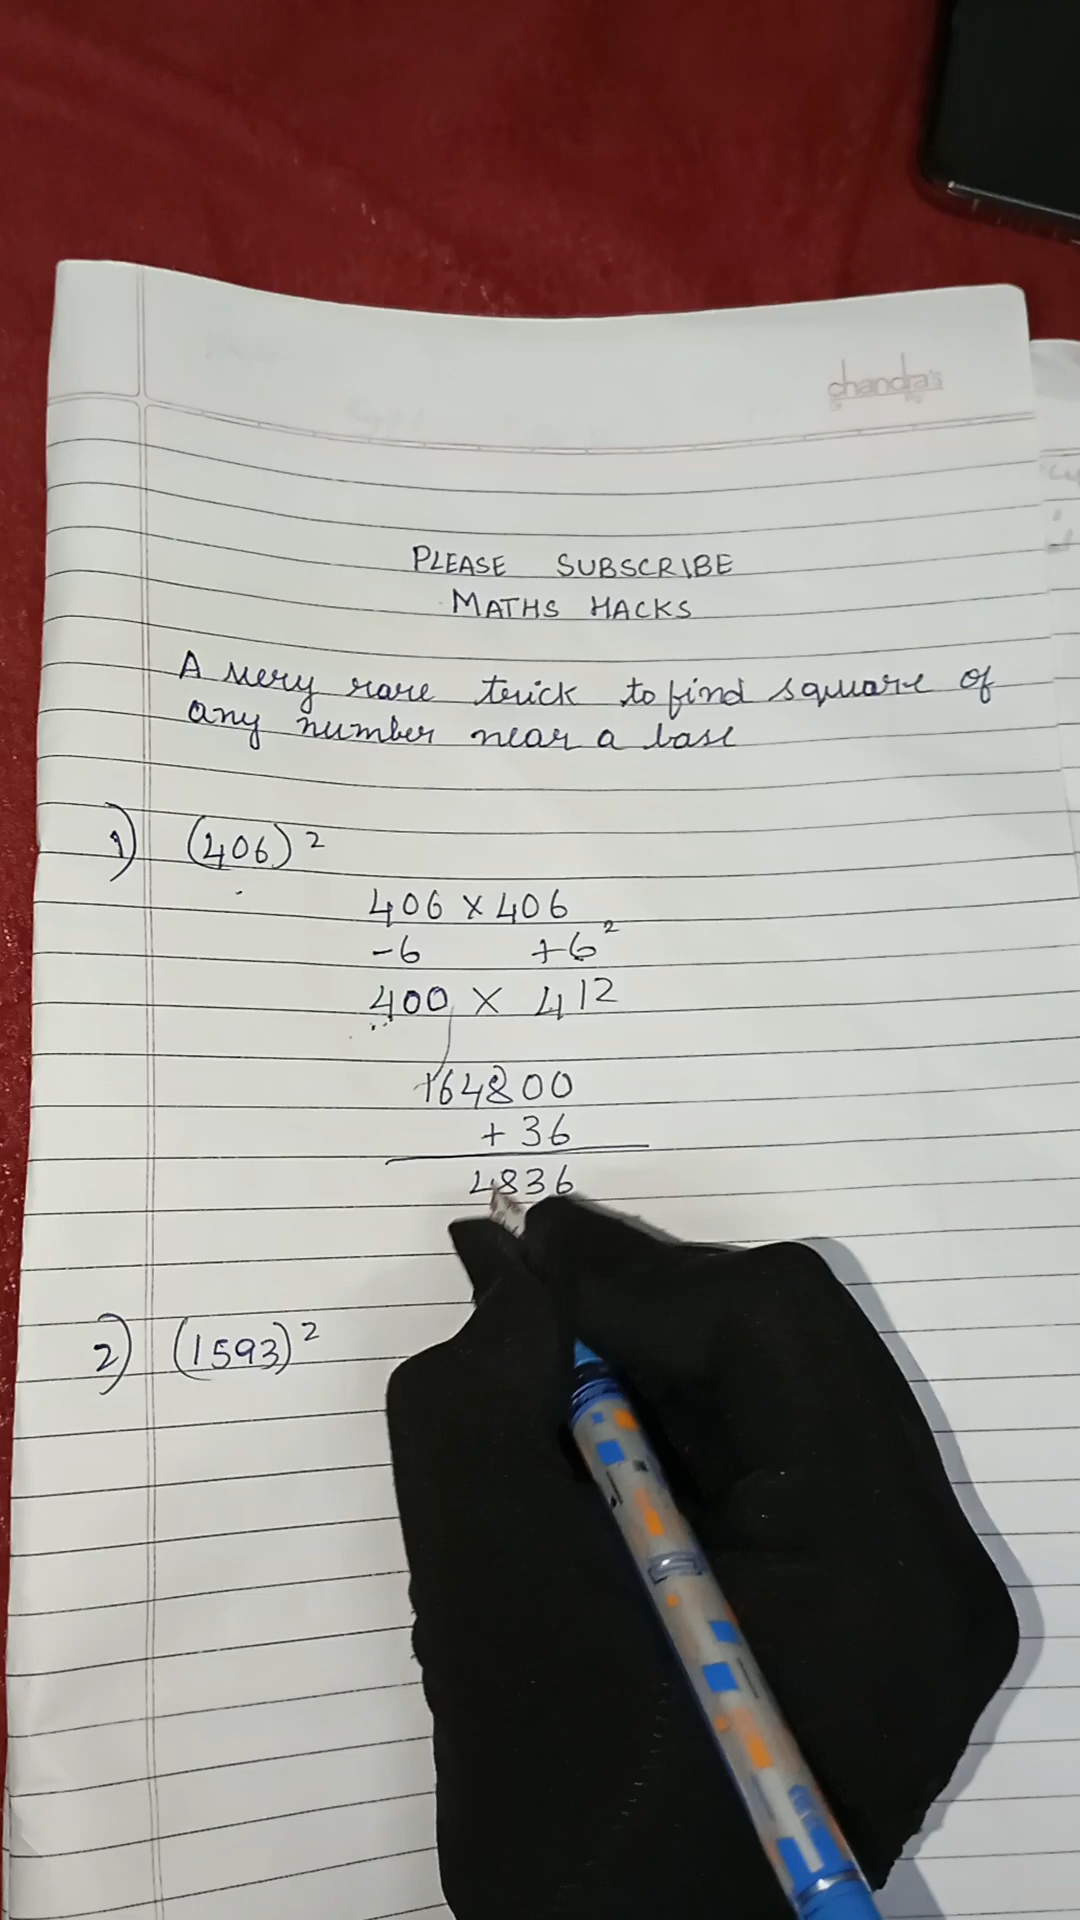 chandra's
PLEASE SUBSCRIBE
MATHS HACKS
A very rare trick to find square of
any number near a base
1) (406)²
406 × 406
-6 +6²
400 × 412
164800
+ 36
4836
2) (1593)²